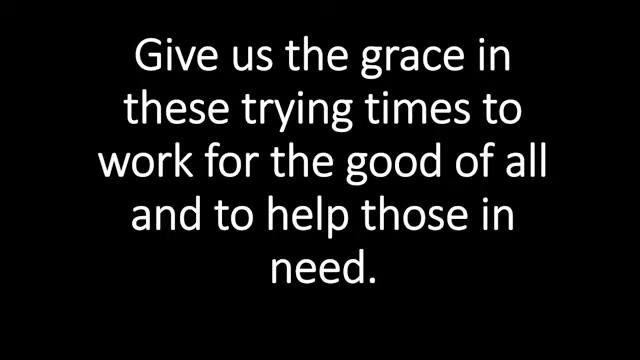 Give us the grace in
these trying times to
work for the good of all
and to help those in
need.